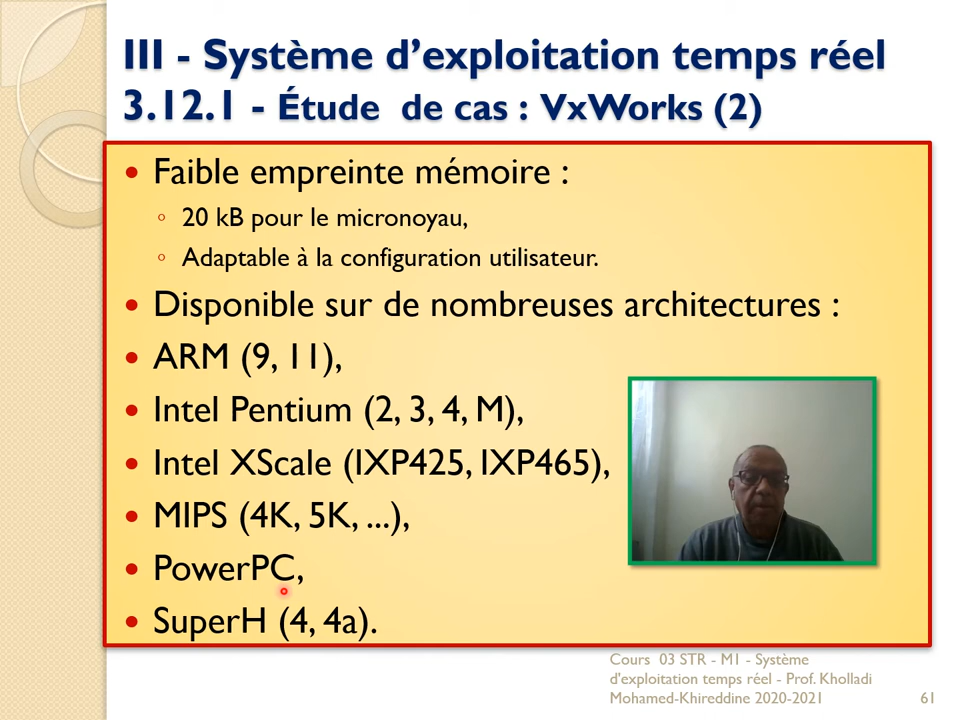 III - Système d’exploitation temps réel
3.12.1 - Étude de cas : VxWorks (2)
Faible empreinte mémoire :
20 kB pour le micronoyau,
Adaptable à la configuration utilisateur.
Disponible sur de nombreuses architectures :
ARM (9, 11),
Intel Pentium (2, 3, 4, M),
Intel XScale (IXP425, IXP465),
MIPS (4K, 5K, ...),
PowerPC,
SuperH (4, 4a).
Cours 03 STR - M1 - Système
d'exploitation temps réel - Prof. Kholladi
Mohamed-Khireddine 2020-2021
61